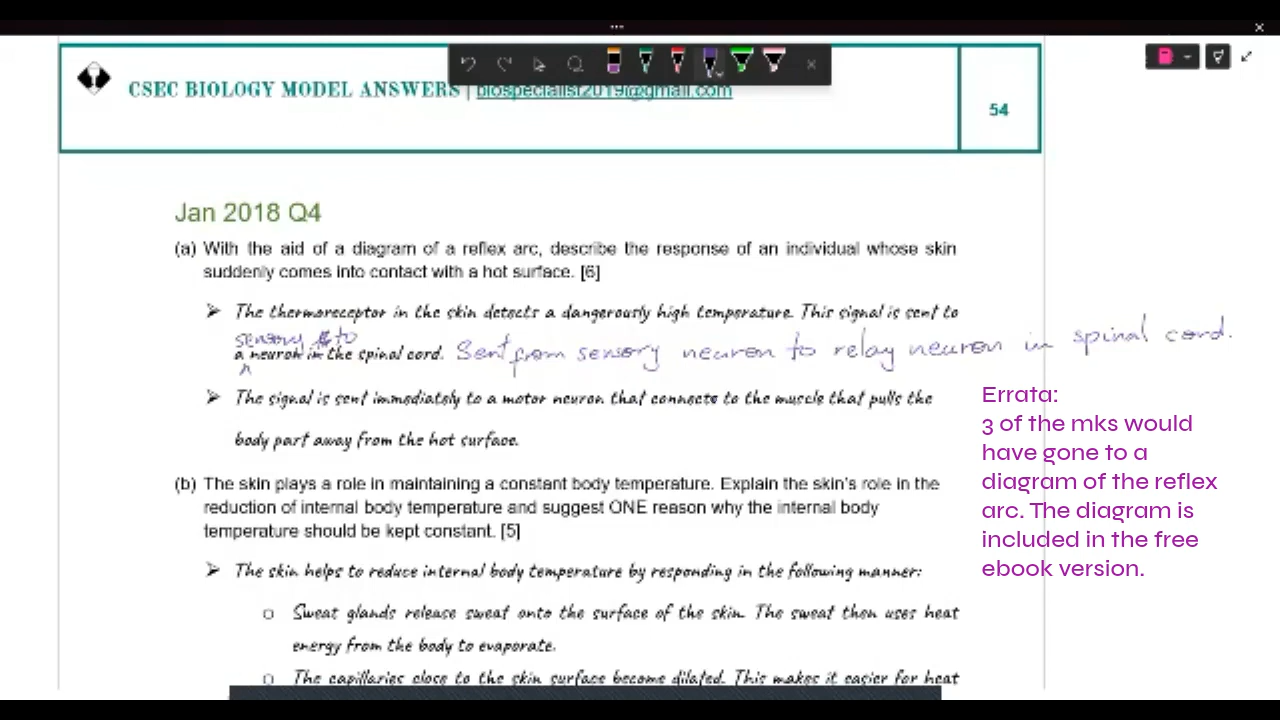 CSEC BIOLOGY MODEL ANSWERS | biospecialist2019@gmail.com
54
Jan 2018 Q4
(a) With the aid of a diagram of a reflex arc, describe the response of an individual whose skin
suddenly comes into contact with a hot surface. [6]
➢ The thermoreceptor in the skin detects a dangerously high temperature. This signal is sent to
sensory to
a neuron in the spinal cord. Sent from sensory neuron to relay neuron in spinal cord.
➢ The signal is sent immediately to a motor neuron that connects to the muscle that pulls the
body part away from the hot surface.
Errata:
3 of the mks would
have gone to a
diagram of the reflex
arc. The diagram is
included in the free
ebook version.
(b) The skin plays a role in maintaining a constant body temperature. Explain the skin's role in the
reduction of internal body temperature and suggest ONE reason why the internal body
temperature should be kept constant. [5]
➢ The skin helps to reduce internal body temperature by responding in the following manner:
o Sweat glands release sweat onto the surface of the skin. The sweat then uses heat
energy from the body to evaporate.
o The capillaries close to the skin surface become dilated. This makes it easier for heat